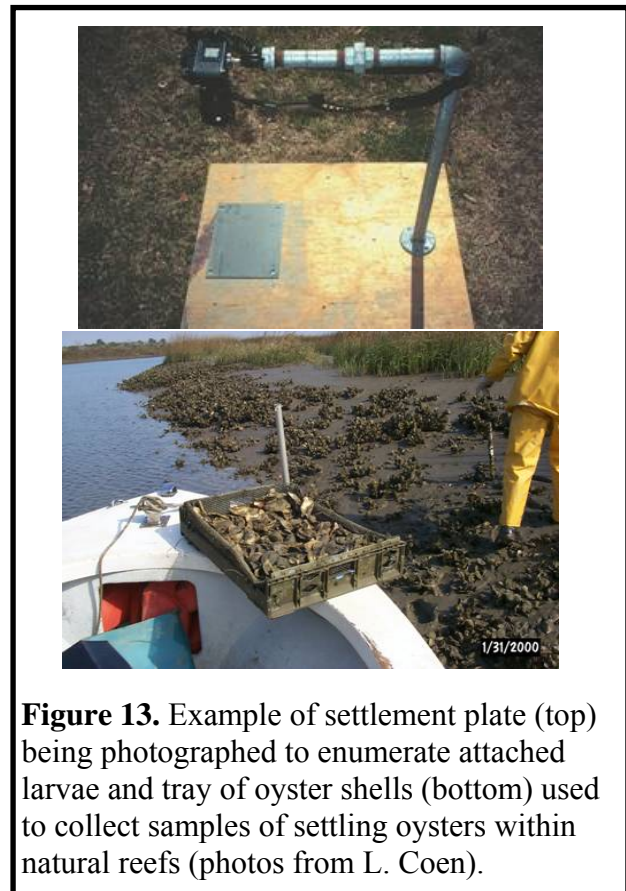 1/31/2000
Figure 13. Example of settlement plate (top)
being photographed to enumerate attached
larvae and tray of oyster shells (bottom) used
to collect samples of settling oysters within
natural reefs (photos from L. Coen).